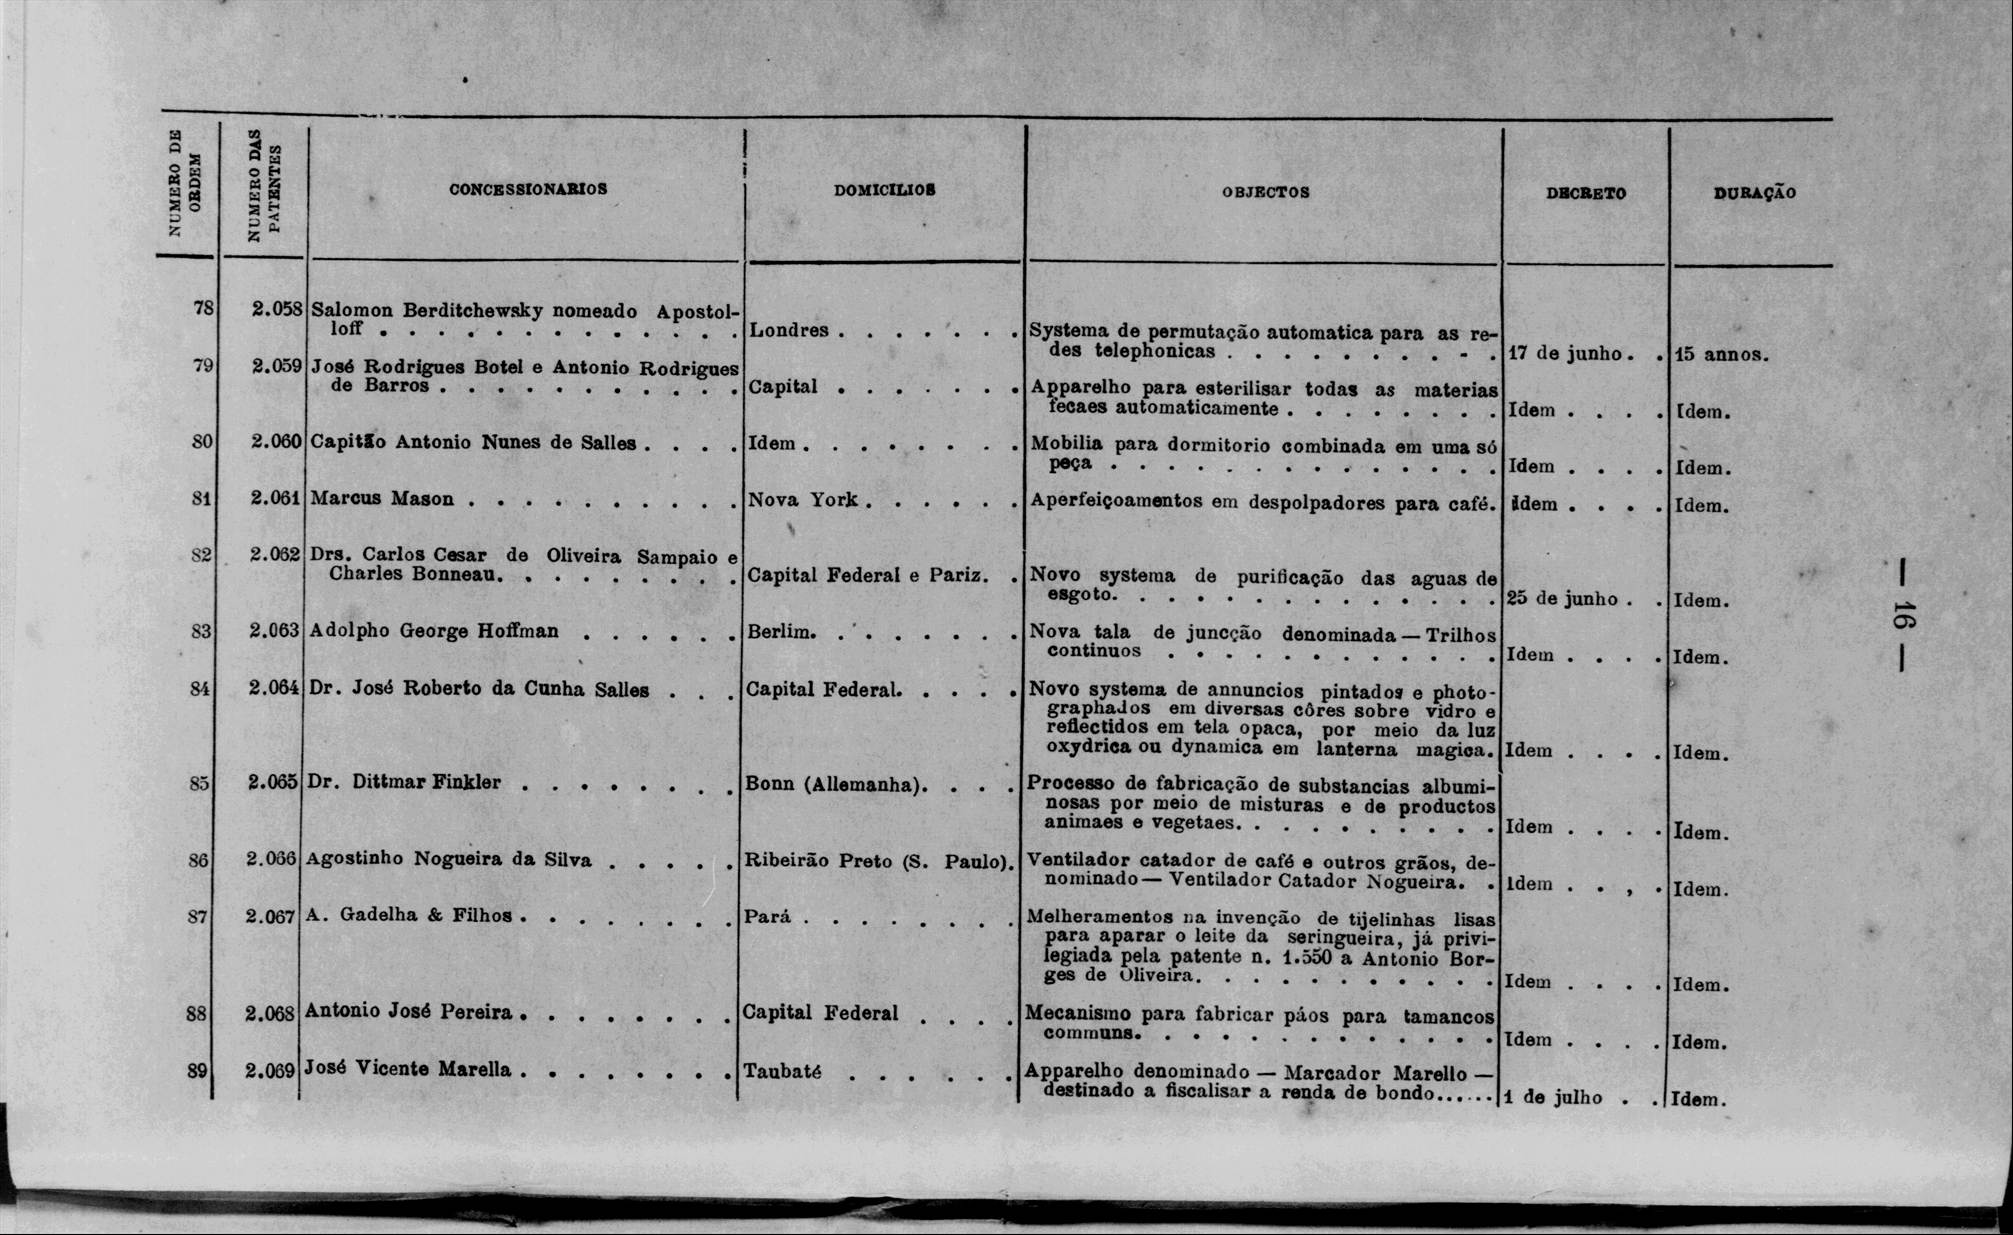 NUMERO DE ORDEM
NUMERO DAS PATENTES
CONCESSIONARIOS
DOMICILIOS
OBJECTOS
DECRETO
DURAÇÃO
78 2.058 Salomon Berditchewsky nomeado Apostol-
loff . . . . . . . . . . . . . Londres . . . . . . . Systema de permutação automatica para as re-
des telephonicas . . . . . . . . . . 17 de junho . . 15 annos.
79 2.059 José Rodrigues Botel e Antonio Rodrigues
de Barros . . . . . . . . . . . Capital . . . . . . . Apparelho para esterilisar todas as materias
fecaes automaticamente . . . . . . . . Idem . . . . Idem.
80 2.060 Capitão Antonio Nunes de Salles . . . . Idem . . . . . . . . Mobilia para dormitorio combinada em uma só
peça . . . . . . . . . . . . . . Idem . . . . Idem.
81 2.061 Marcus Mason . . . . . . . . . . Nova York . . . . . . Aperfeiçoamentos em despolpadores para café. Idem . . . . Idem.
82 2.062 Drs. Carlos Cesar de Oliveira Sampaio e
Charles Bonneau. . . . . . . . . Capital Federal e Pariz. . Novo systema de purificação das aguas de
esgoto. . . . . . . . . . . . . . 25 de junho . . Idem.
83 2.063 Adolpho George Hoffman . . . . . . Berlim. . . . . . . . Nova tala de juncção denominada — Trilhos
continuos . . . . . . . . . . . . Idem . . . . Idem.
84 2.064 Dr. José Roberto da Cunha Salles . . . Capital Federal. . . . . Novo systema de annuncios pintados e photo-
graphados em diversas côres sobre vidro e
reflectidos em tela opaca, por meio da luz
oxydrica ou dynamica em lanterna magica. Idem . . . . Idem.
85 2.065 Dr. Dittmar Finkler . . . . . . . . Bonn (Allemanha). . . . Processo de fabricação de substancias albumi-
nosas por meio de misturas e de productos
animaes e vegetaes. . . . . . . . . . Idem . . . . Idem.
86 2.066 Agostinho Nogueira da Silva . . . . . Ribeirão Preto (S. Paulo). Ventilador catador de café e outros grãos, de-
nominado — Ventilador Catador Nogueira. . Idem . . , . Idem.
87 2.067 A. Gadelha & Filhos . . . . . . . . Pará . . . . . . . . Melheramentos na invenção de tijelinhas lisas
para aparar o leite da seringueira, já privi-
legiada pela patente n. 1.550 a Antonio Bor-
ges de Oliveira. . . . . . . . . . . Idem . . . . Idem.
88 2.068 Antonio José Pereira . . . . . . . . Capital Federal . . . . Mecanismo para fabricar páos para tamancos
communs. . . . . . . . . . . . . Idem . . . . Idem.
89 2.069 José Vicente Marella . . . . . . . . Taubaté . . . . . . Apparelho denominado — Marcador Marello —
destinado a fiscalisar a renda de bondo...... 1 de julho . . Idem.
— 16 —